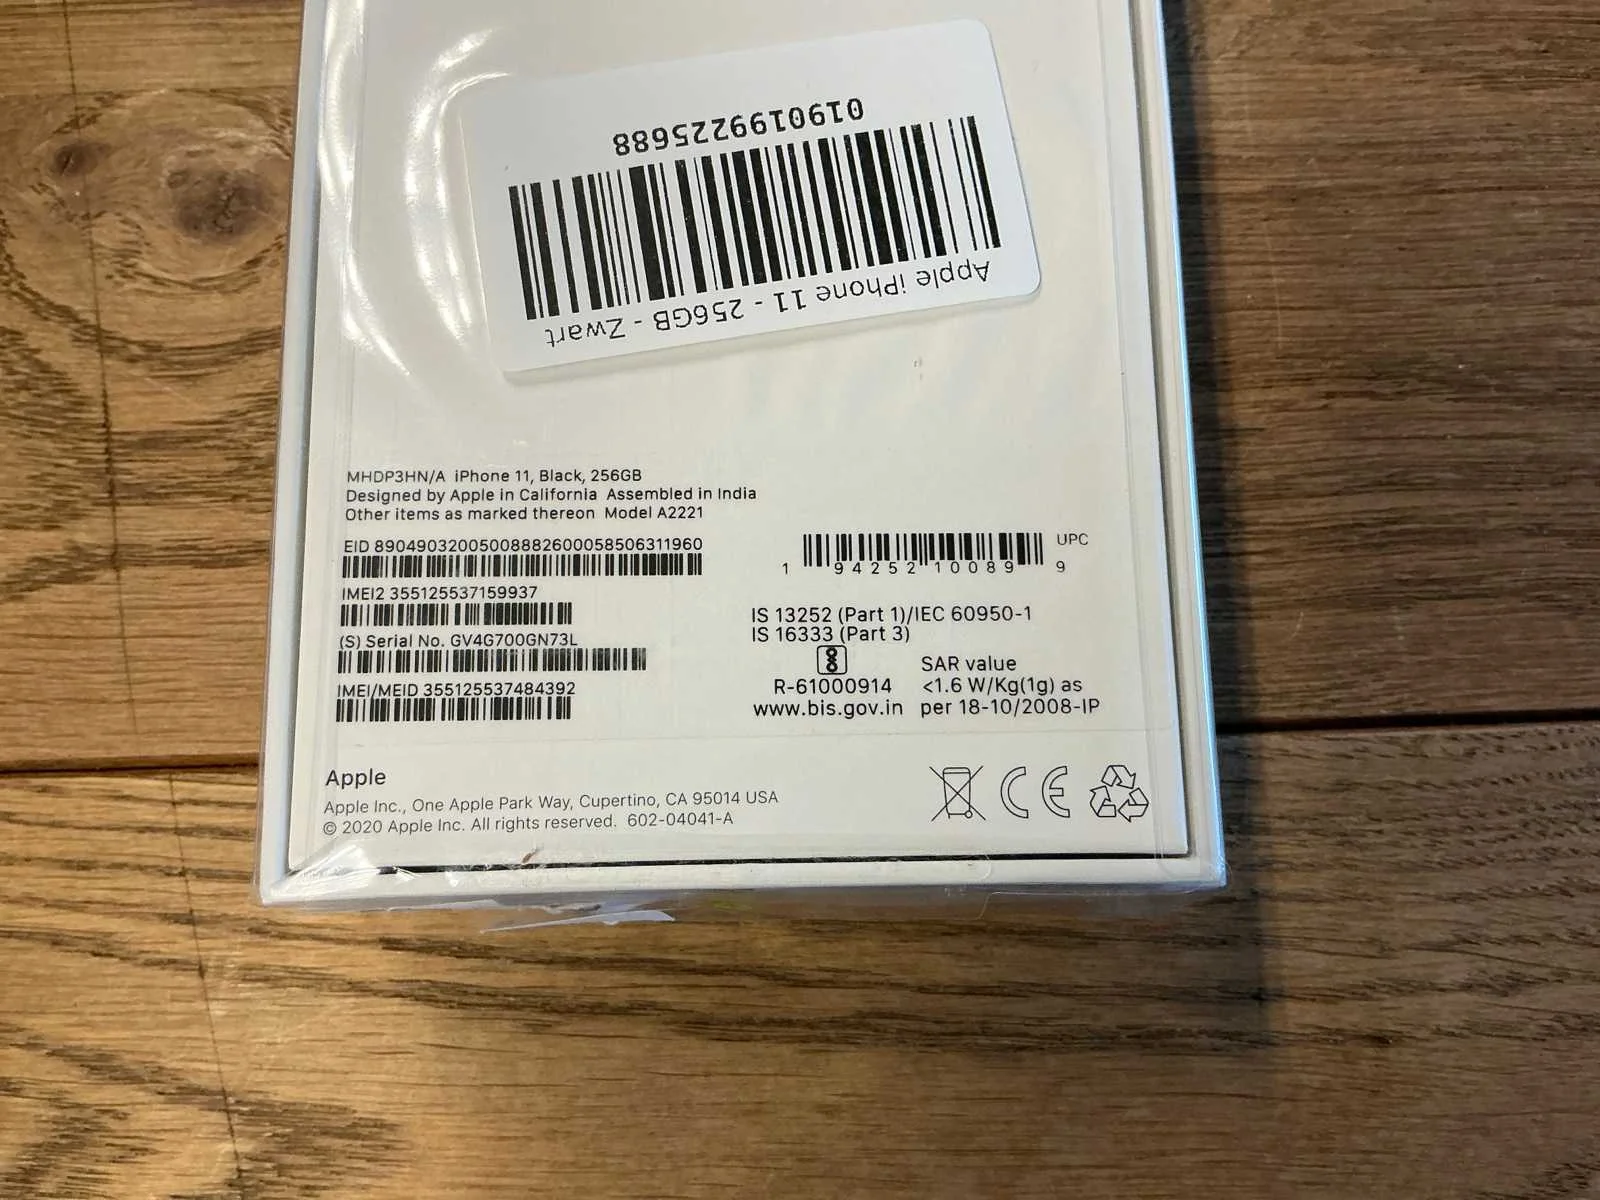 0190199225688
Apple iPhone 11 - 256GB - Zwart
MHDP3HN/A iPhone 11, Black, 256GB
Designed by Apple in California Assembled in India
Other items as marked thereon Model A2221
EID 89049032005008882600058506311960
IMEI2 355125537159937
(S) Serial No. GV4G700GN73L
IMEI/MEID 355125537484392
UPC
1 94252 10089 9
IS 13252 (Part 1)/IEC 60950-1
IS 16333 (Part 3)
R-61000914
www.bis.gov.in
SAR value
<1.6 W/Kg(1g) as
per 18-10/2008-IP
Apple
Apple Inc., One Apple Park Way, Cupertino, CA 95014 USA
© 2020 Apple Inc. All rights reserved. 602-04041-A
CE